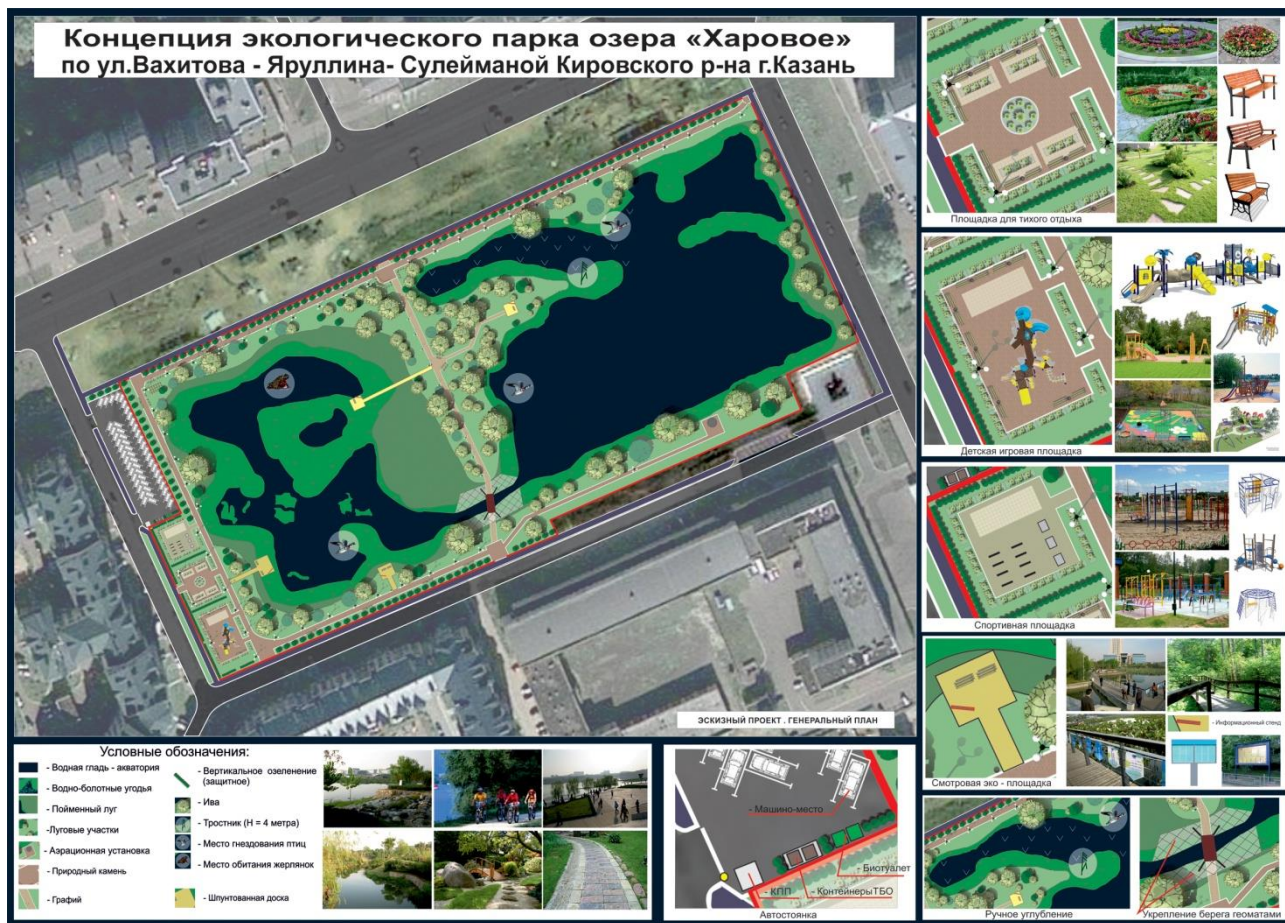 Концепция экологического парка озера «Харовое»
по ул.Вахитова - Яруллина- Сулейманой Кировского р-на г.Казань
ЭСКИЗНЫЙ ПРОЕКТ . ГЕНЕРАЛЬНЫЙ ПЛАН
Площадка для тихого отдыха
Детская игровая площадка
Спортивная площадка
- Информационный стенд
Смотровая эко - площадка
Ручное углубление
Укрепление берега геоматами
Условные обозначения:
- Водная гладь - акватория
- Водно-болотные угодья
- Пойменный луг
-Луговые участки
- Аэрационная установка
- Природный камень
- Графий
- Вертикальное озеленение
(защитное)
- Ива
- Тростник (Н = 4 метра)
- Место гнездования птиц
- Место обитания жерлянок
- Шпунтованная доска
- Машино-место
- Биотуалет
- КПП
- КонтейнерыТБО
Автостоянка